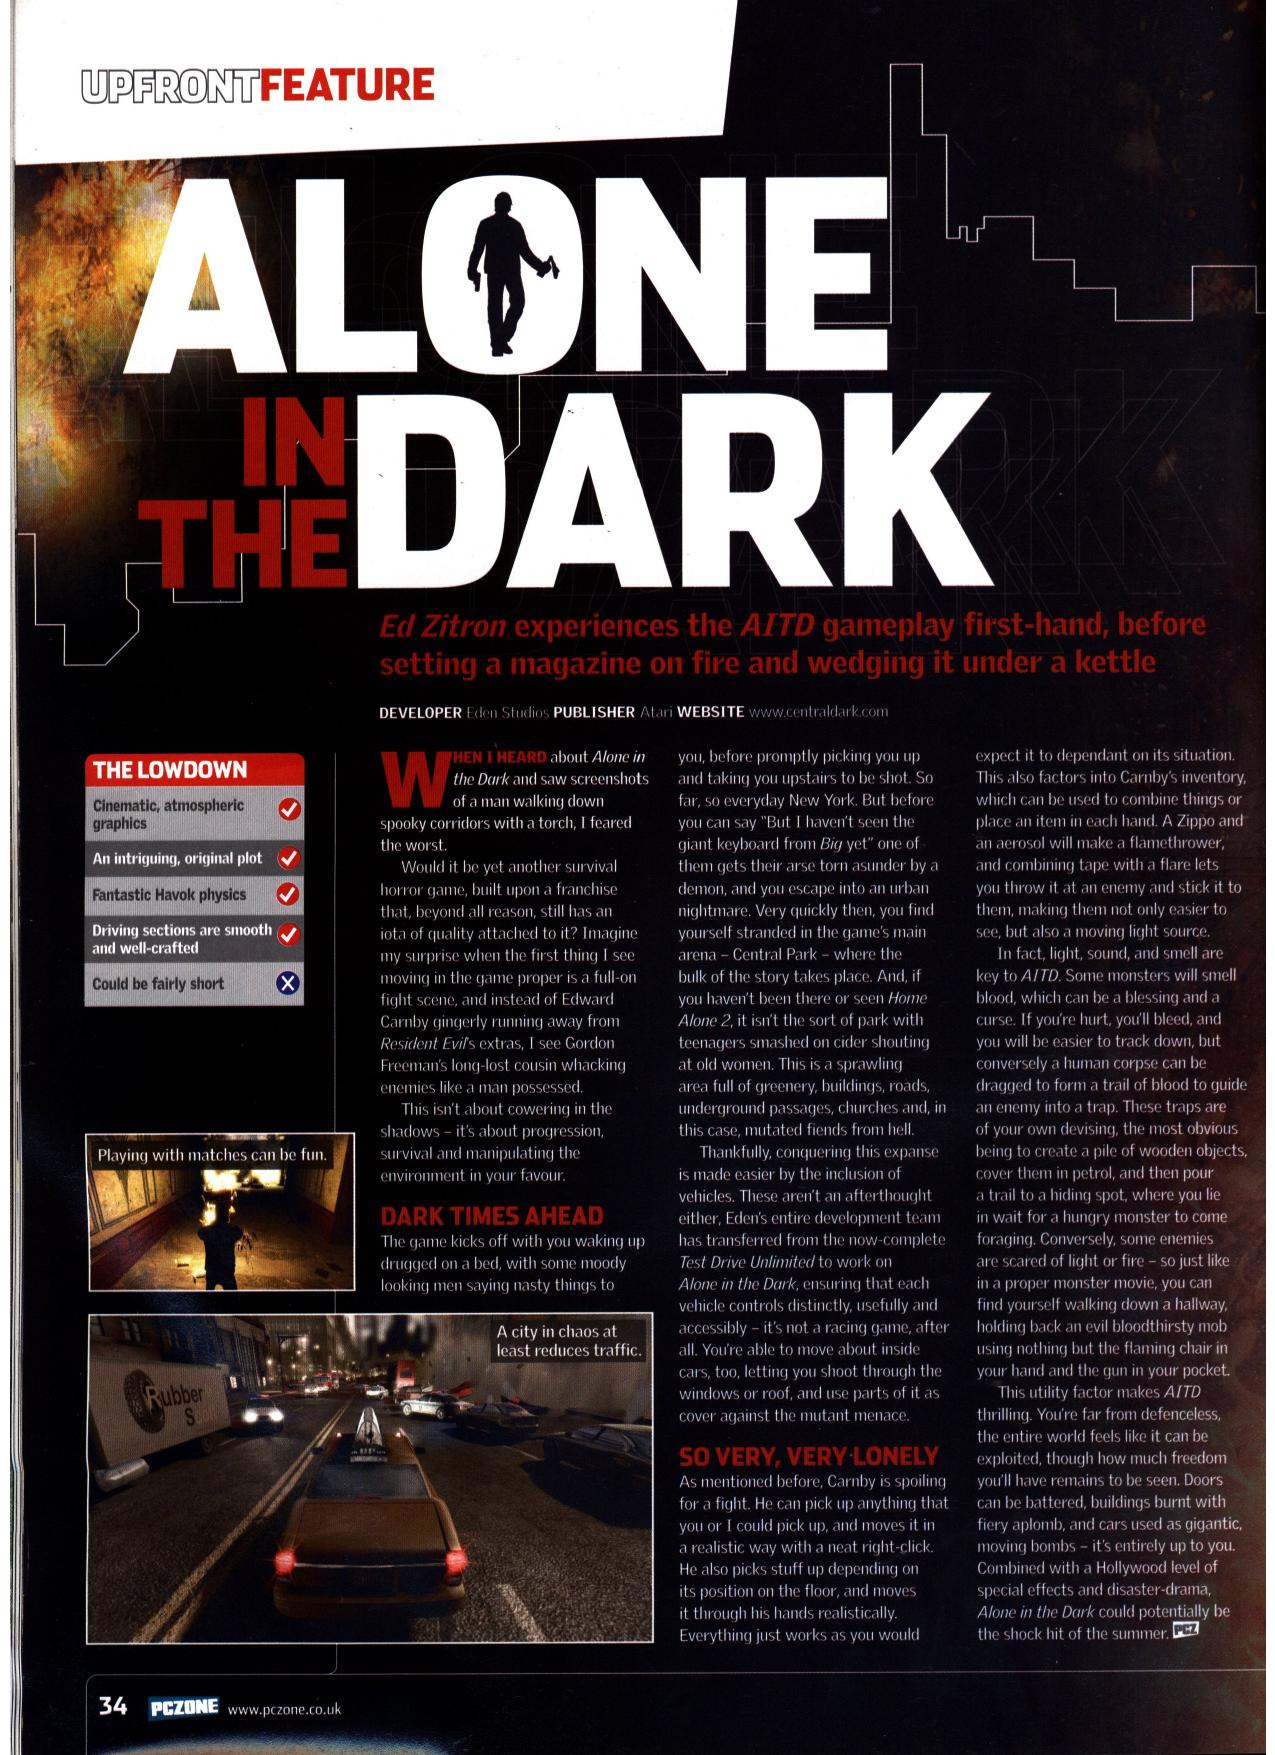 UPFRONTFEATURE
ALONE
IN
THE
DARK
Ed Zitron experiences the AITD gameplay first-hand, before
setting a magazine on fire and wedging it under a kettle
DEVELOPER Eden Studios PUBLISHER Atari WEBSITE www.centraldark.com
THE LOWDOWN
Cinematic, atmospheric
graphics
An intriguing, original plot
Fantastic Havok physics
Driving sections are smooth
and well-crafted
Could be fairly short
Playing with matches can be fun.
A city in chaos at
least reduces traffic.
Rubber
S
WHEN I HEARD about Alone in
the Dark and saw screenshots
of a man walking down
spooky corridors with a torch, I feared
the worst.
Would it be yet another survival
horror game, built upon a franchise
that, beyond all reason, still has an
iota of quality attached to it? Imagine
my surprise when the first thing I see
moving in the game proper is a full-on
fight scene, and instead of Edward
Carnby gingerly running away from
Resident Evil's extras, I see Gordon
Freeman's long-lost cousin whacking
enemies like a man possessed.
This isn't about cowering in the
shadows – it's about progression,
survival and manipulating the
environment in your favour.
DARK TIMES AHEAD
The game kicks off with you waking up
drugged on a bed, with some moody
looking men saying nasty things to
you, before promptly picking you up
and taking you upstairs to be shot. So
far, so everyday New York. But before
you can say "But I haven't seen the
giant keyboard from Big yet" one of
them gets their arse torn asunder by a
demon, and you escape into an urban
nightmare. Very quickly then, you find
yourself stranded in the game's main
arena – Central Park – where the
bulk of the story takes place. And, if
you haven't been there or seen Home
Alone 2, it isn't the sort of park with
teenagers smashed on cider shouting
at old women. This is a sprawling
area full of greenery, buildings, roads,
underground passages, churches and, in
this case, mutated fiends from hell.
Thankfully, conquering this expanse
is made easier by the inclusion of
vehicles. These aren't an afterthought
either, Eden's entire development team
has transferred from the now-complete
Test Drive Unlimited to work on
Alone in the Dark, ensuring that each
vehicle controls distinctly, usefully and
accessibly – it's not a racing game, after
all. You're able to move about inside
cars, too, letting you shoot through the
windows or roof, and use parts of it as
cover against the mutant menace.
SO VERY, VERY LONELY
As mentioned before, Carnby is spoiling
for a fight. He can pick up anything that
you or I could pick up, and moves it in
a realistic way with a neat right-click.
He also picks stuff up depending on
its position on the floor, and moves
it through his hands realistically.
Everything just works as you would
expect it to dependant on its situation.
This also factors into Carnby's inventory,
which can be used to combine things or
place an item in each hand. A Zippo and
an aerosol will make a flamethrower,
and combining tape with a flare lets
you throw it at an enemy and stick it to
them, making them not only easier to
see, but also a moving light source.
In fact, light, sound, and smell are
key to AITD. Some monsters will smell
blood, which can be a blessing and a
curse. If you're hurt, you'll bleed, and
you will be easier to track down, but
conversely a human corpse can be
dragged to form a trail of blood to guide
an enemy into a trap. These traps are
of your own devising, the most obvious
being to create a pile of wooden objects,
cover them in petrol, and then pour
a trail to a hiding spot, where you lie
in wait for a hungry monster to come
foraging. Conversely, some enemies
are scared of light or fire – so just like
in a proper monster movie, you can
find yourself walking down a hallway,
holding back an evil bloodthirsty mob
using nothing but the flaming chair in
your hand and the gun in your pocket.
This utility factor makes AITD
thrilling. You're far from defenceless,
the entire world feels like it can be
exploited, though how much freedom
you'll have remains to be seen. Doors
can be battered, buildings burnt with
fiery aplomb, and cars used as gigantic,
moving bombs – it's entirely up to you.
Combined with a Hollywood level of
special effects and disaster-drama,
Alone in the Dark could potentially be
the shock hit of the summer. PCZ
34 PCZONE www.pczone.co.uk